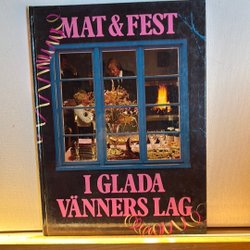 MAT & FEST
I GLADA
VÄNNERS LAG